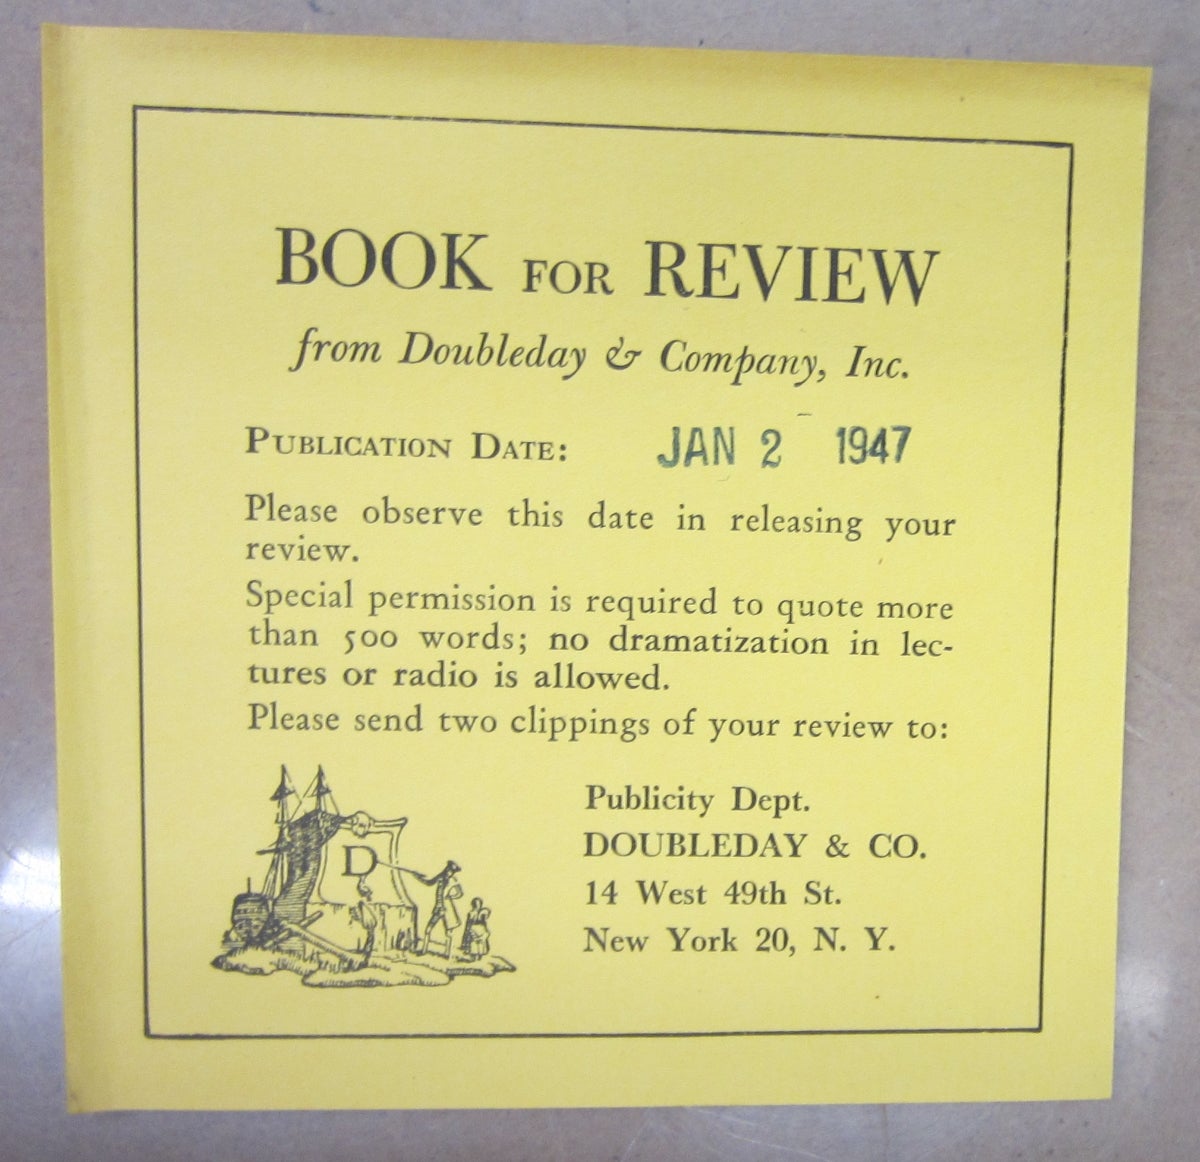 BOOK FOR REVIEW
from Doubleday & Company, Inc.
PUBLICATION DATE: JAN 2 1947
Please observe this date in releasing your
review.
Special permission is required to quote more
than 500 words; no dramatization in lec-
tures or radio is allowed.
Please send two clippings of your review to:
D
Publicity Dept.
DOUBLEDAY & CO.
14 West 49th St.
New York 20, N. Y.